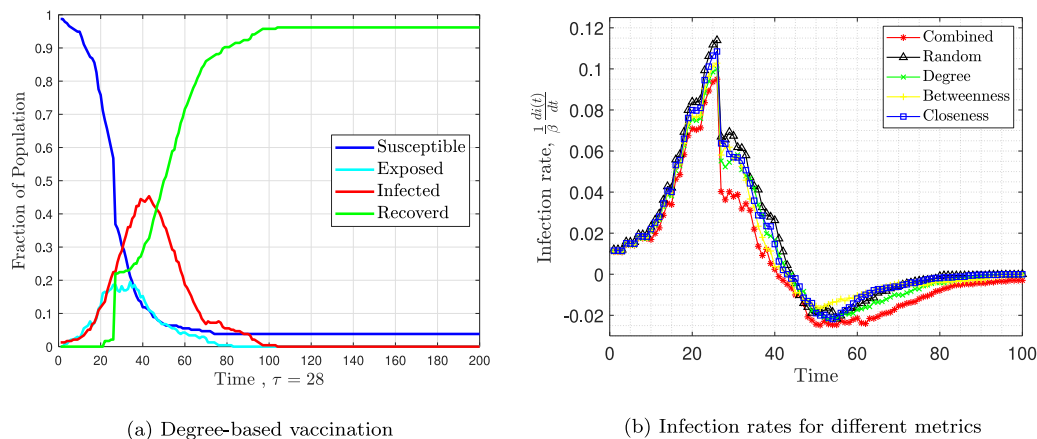 1
0.9
0.8
0.7
0.6
0.5
0.4
0.3
0.2
0.1
0
Fraction of Population
Susceptible
Exposed
Infected
Recoverd
0 20 40 60 80 100 120 140 160 180 200
Time , τ = 28
(a) Degree-based vaccination
0.12
0.1
0.08
0.06
0.04
0.02
0
-0.02
Infection rate, 1/β di(t)/dt
Combined
Random
Degree
Betweenness
Closeness
0 20 40 60 80 100
Time
(b) Infection rates for different metrics